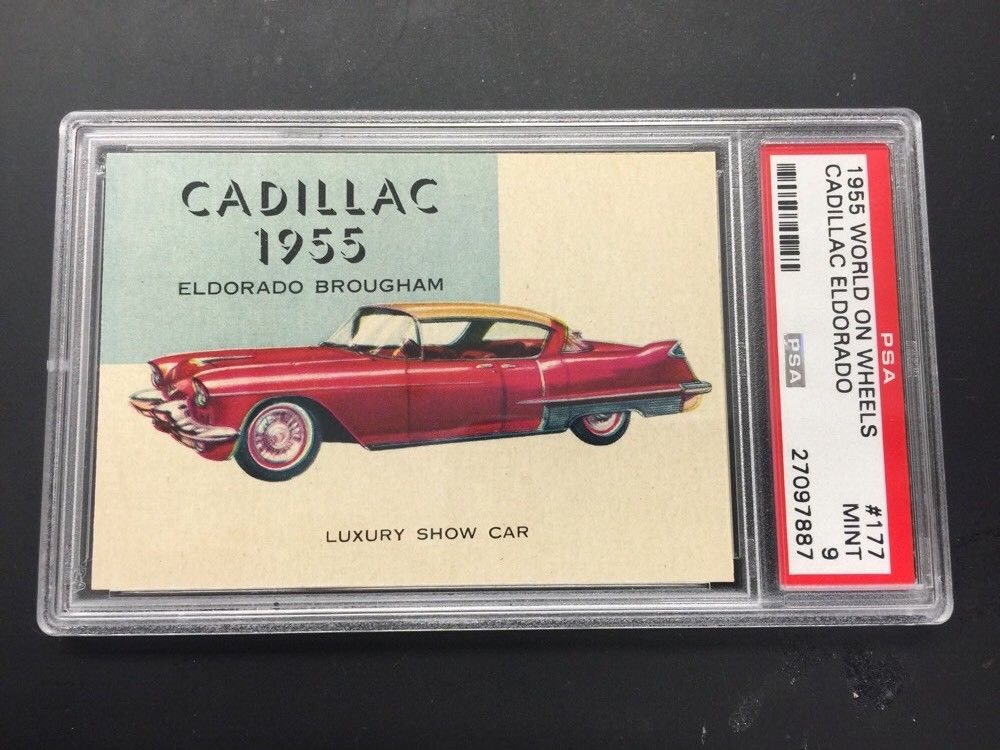 CADILLAC
1955
ELDORADO BROUGHAM
LUXURY SHOW CAR
PSA
1955 WORLD ON WHEELS #177
CADILLAC ELDORADO MINT 9
PSA 27097887